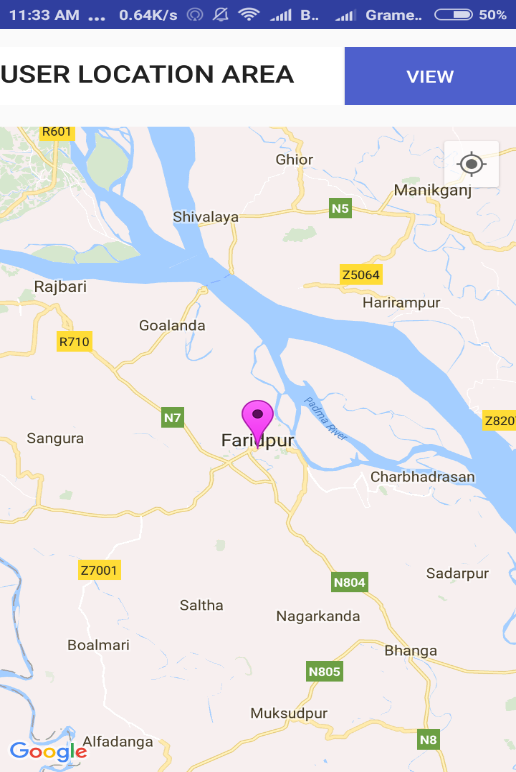 11:33 AM ... 0.64K/s B.. Grame.. 50%
USER LOCATION AREA
VIEW
R601
Ghior
Manikganj
N5
Shivalaya
Z5064
Rajbari
Harirampur
Goalanda
R710
Padma River
N7
Z820
Sangura
Faridpur
Charbhadrasan
Z7001
N804
Sadarpur
Saltha
Nagarkanda
Boalmari
Bhanga
N805
Muksudpur
N8
Alfadanga
Google